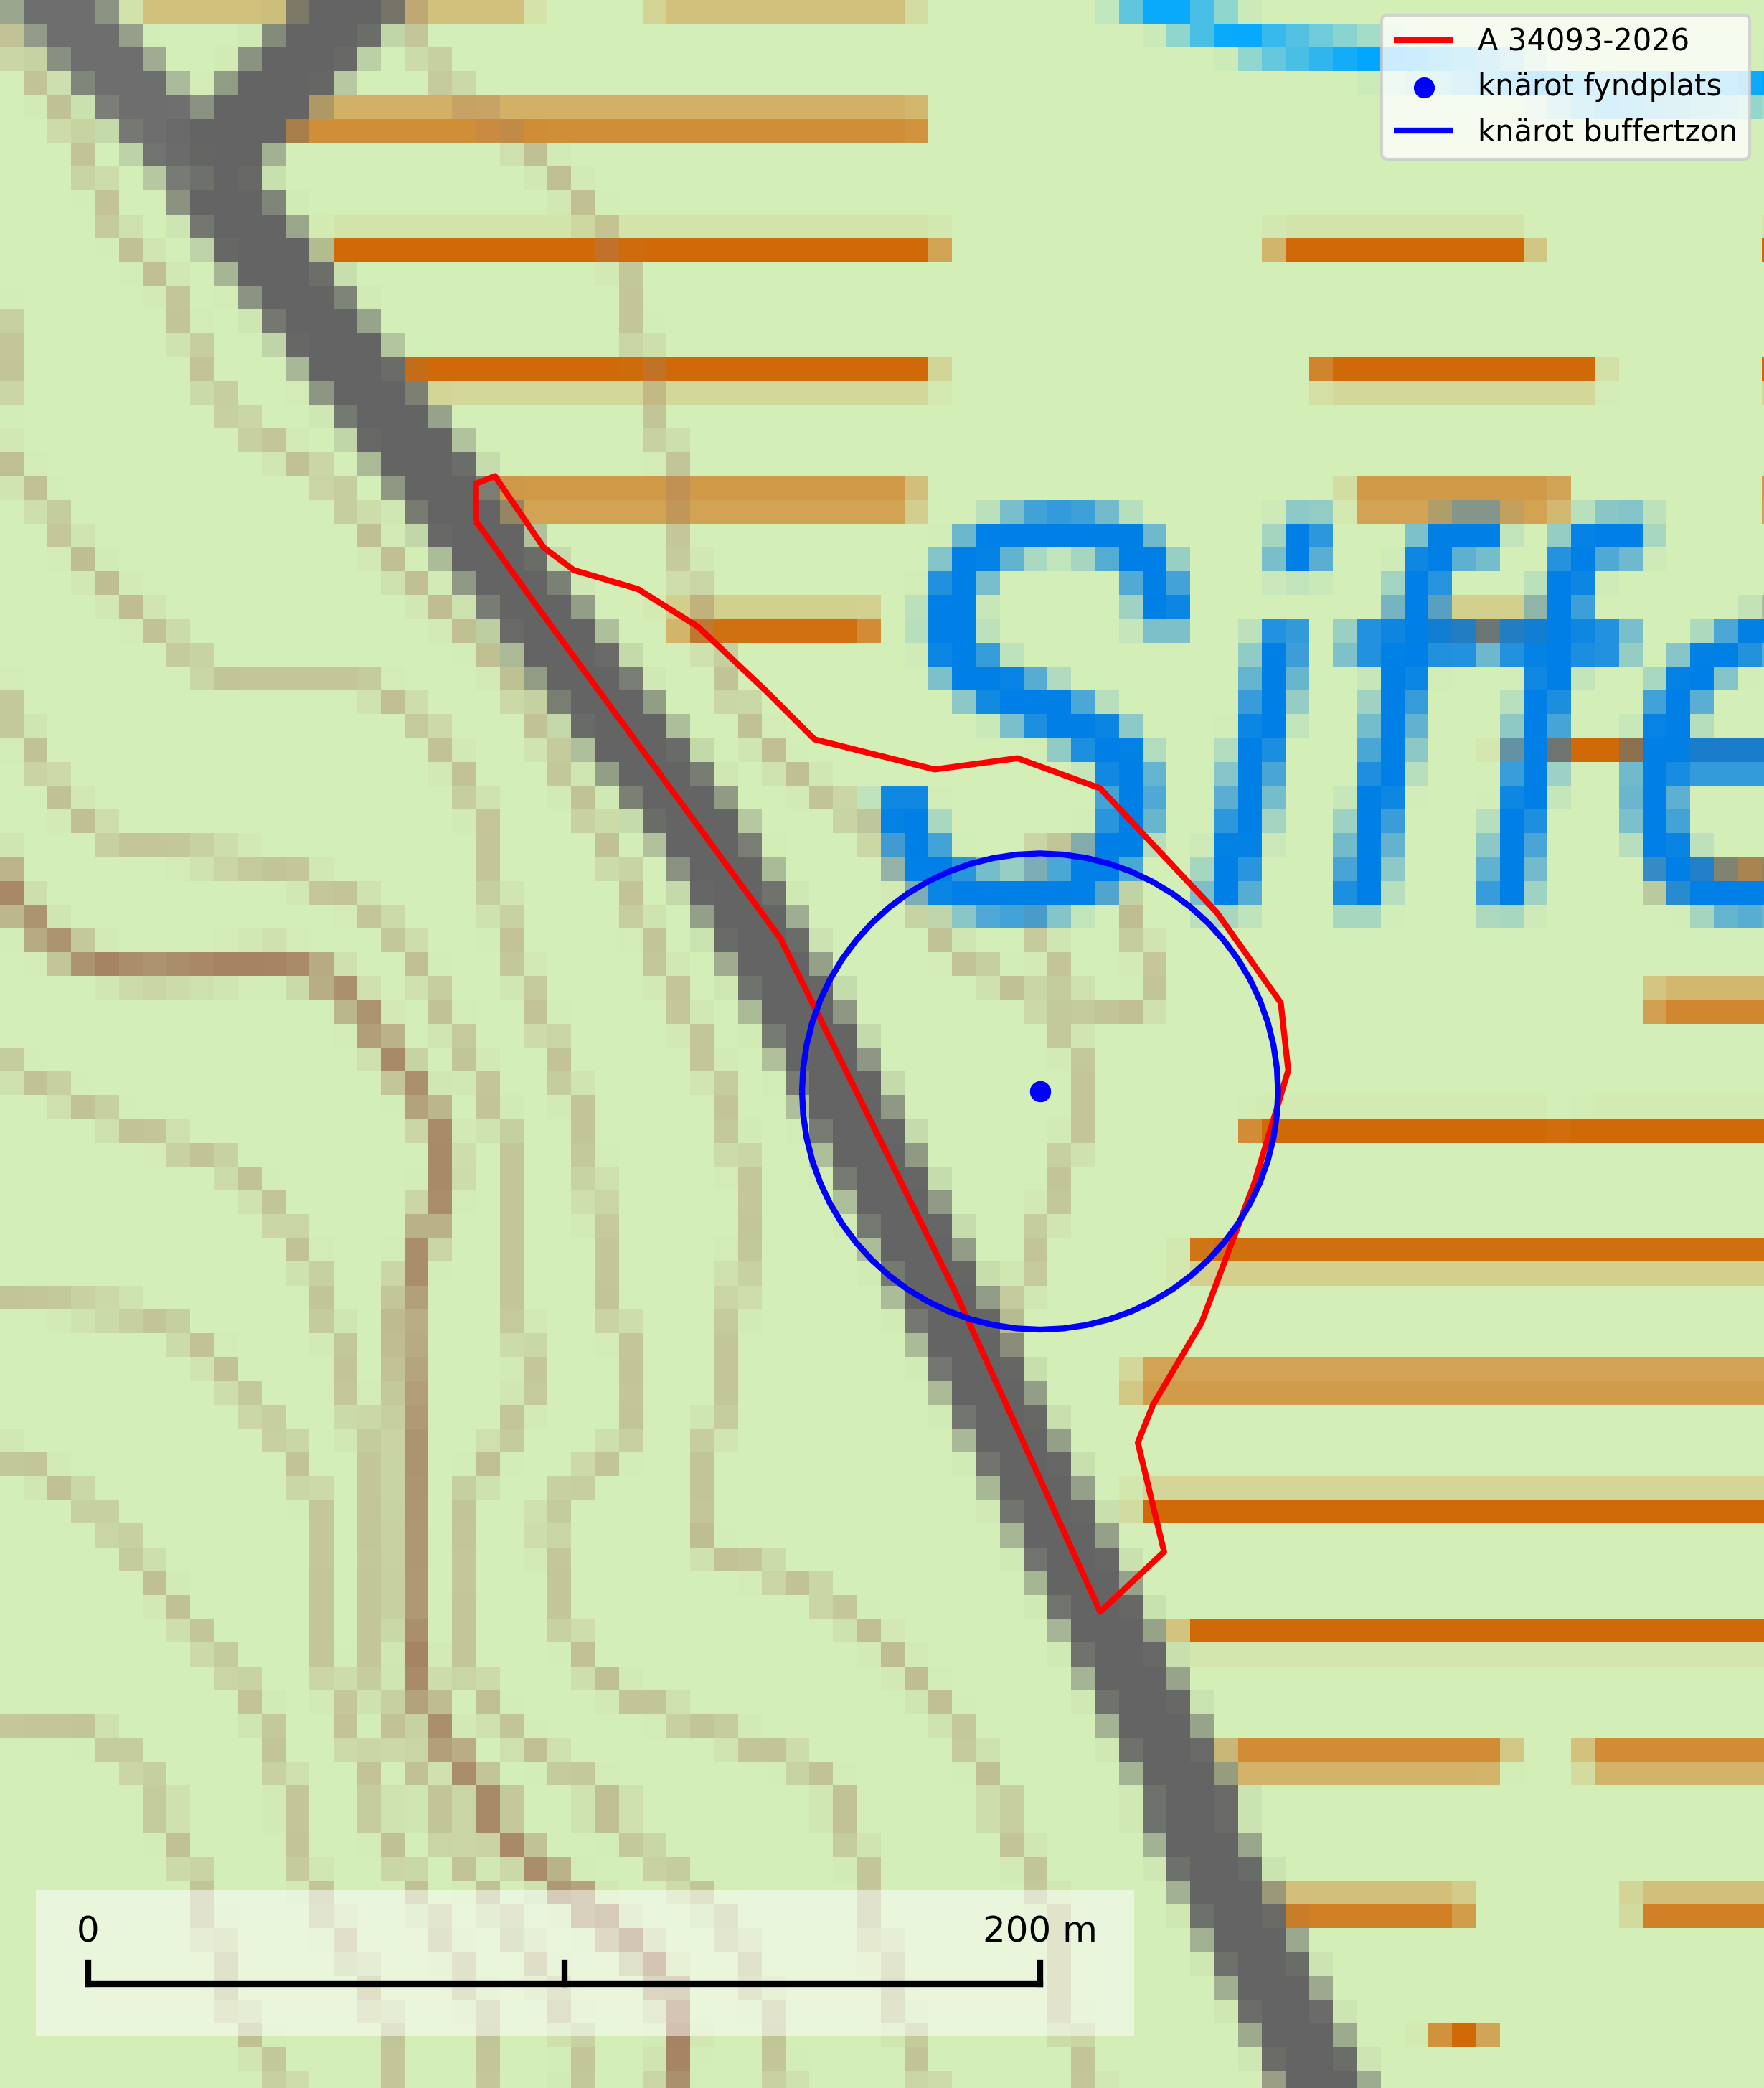 A 34093-2026
knärot fyndplats
knärot buffertzon
0 200 m